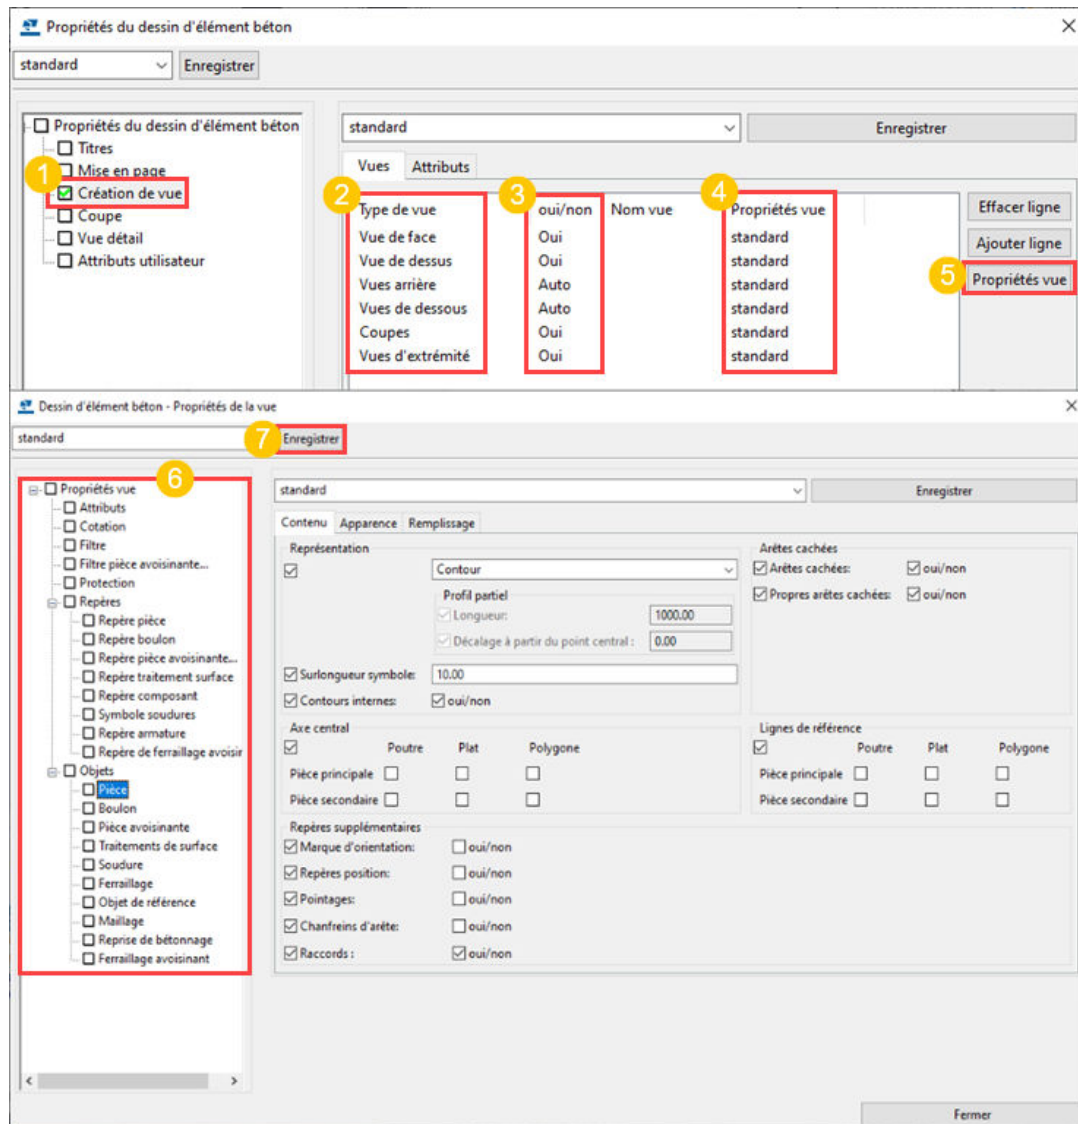 Propriétés du dessin d'élément béton
standard Enregistrer
Propriétés du dessin d'élément béton
Titres
Mise en page
1
Création de vue
Coupe
Vue détail
Attributs utilisateur
standard Enregistrer
Vues Attributs
2 3 4
Type de vue oui/non Nom vue Propriétés vue
Vue de face Oui standard
Vue de dessus Oui standard
Vues arrière Auto standard
Vues de dessous Auto standard
Coupes Oui standard
Vues d'extrémité Oui standard
Effacer ligne
Ajouter ligne
5 Propriétés vue
Dessin d'élément béton - Propriétés de la vue
standard 7 Enregistrer
6
Propriétés vue
Attributs
Cotation
Filtre
Filtre pièce avoisinante...
Protection
Repères
Repère pièce
Repère boulon
Repère pièce avoisinante...
Repère traitement surface
Repère composant
Symbole soudures
Repère armature
Repère de ferraillage avoisir
Objets
Pièce
Boulon
Pièce avoisinante
Traitements de surface
Soudure
Ferraillage
Objet de référence
Maillage
Reprise de bétonnage
Ferraillage avoisinant
standard Enregistrer
Contenu Apparence Remplissage
Représentation
Contour
Profil partiel
Longueur: 1000.00
Décalage à partir du point central : 0.00
Surlongueur symbole: 10.00
Contours internes: oui/non
Arêtes cachées
Arêtes cachées: oui/non
Propres arêtes cachées: oui/non
Axe central
Poutre Plat Polygone
Pièce principale
Pièce secondaire
Lignes de référence
Poutre Plat Polygone
Pièce principale
Pièce secondaire
Repères supplémentaires
Marque d'orientation: oui/non
Repères position: oui/non
Pointages: oui/non
Chanfreins d'arête: oui/non
Raccords : oui/non
Fermer